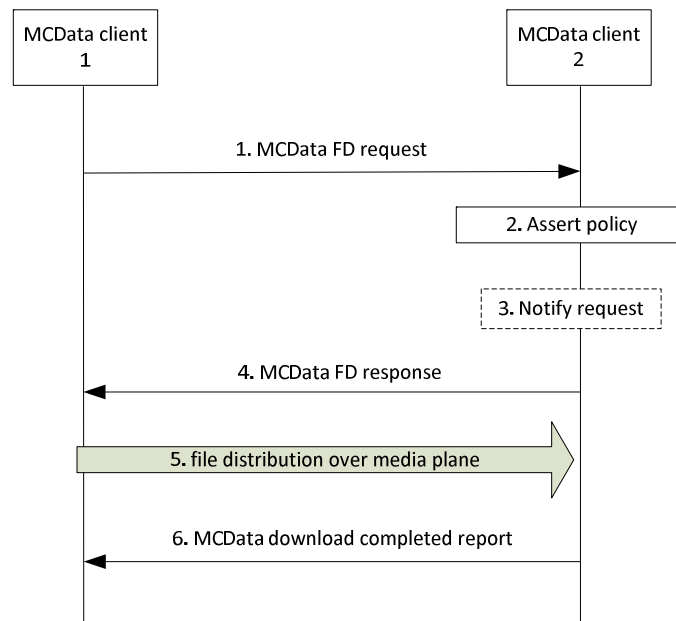 MCData client
1
MCData client
2
1. MCData FD request
2. Assert policy
3. Notify request
4. MCData FD response
5. file distribution over media plane
6. MCData download completed report